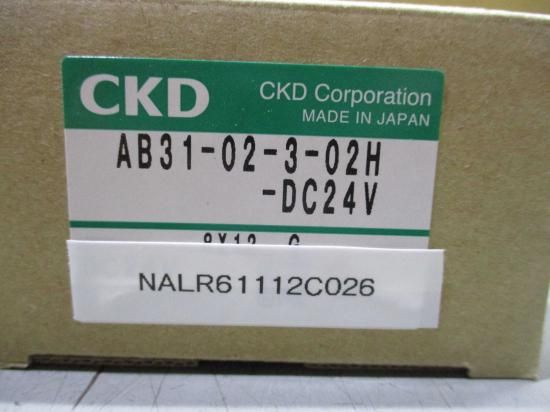 CKD
CKD Corporation
MADE IN JAPAN
AB31-02-3-02H
-DC24V
NALR61112C026